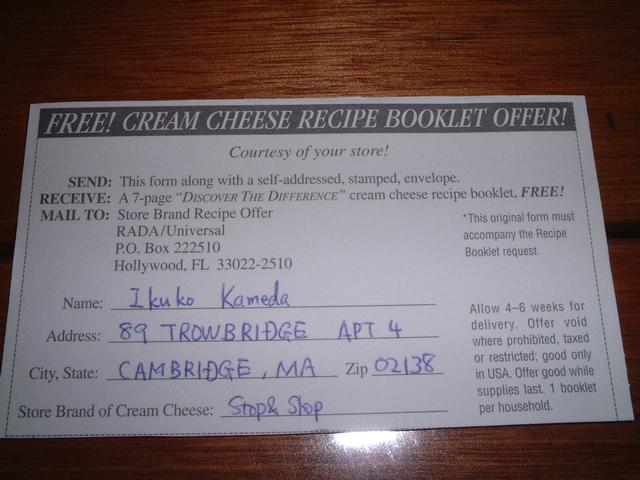 FREE! CREAM CHEESE RECIPE BOOKLET OFFER!
Courtesy of your store!
SEND: This form along with a self-addressed, stamped, envelope.
RECEIVE: A 7-page "DISCOVER THE DIFFERENCE" cream cheese recipe booklet, FREE!
MAIL TO: Store Brand Recipe Offer
RADA/Universal
P.O. Box 222510
Hollywood, FL 33022-2510
*This original form must
accompany the Recipe
Booklet request.
Name: Ikuko Kameda
Address: 89 TROWBRIDGE APT 4
City, State: CAMBRIDGE, MA Zip 02138
Store Brand of Cream Cheese: Stop & Shop
Allow 4-6 weeks for
delivery. Offer void
where prohibited, taxed
or restricted; good only
in USA. Offer good while
supplies last. 1 booklet
per household.